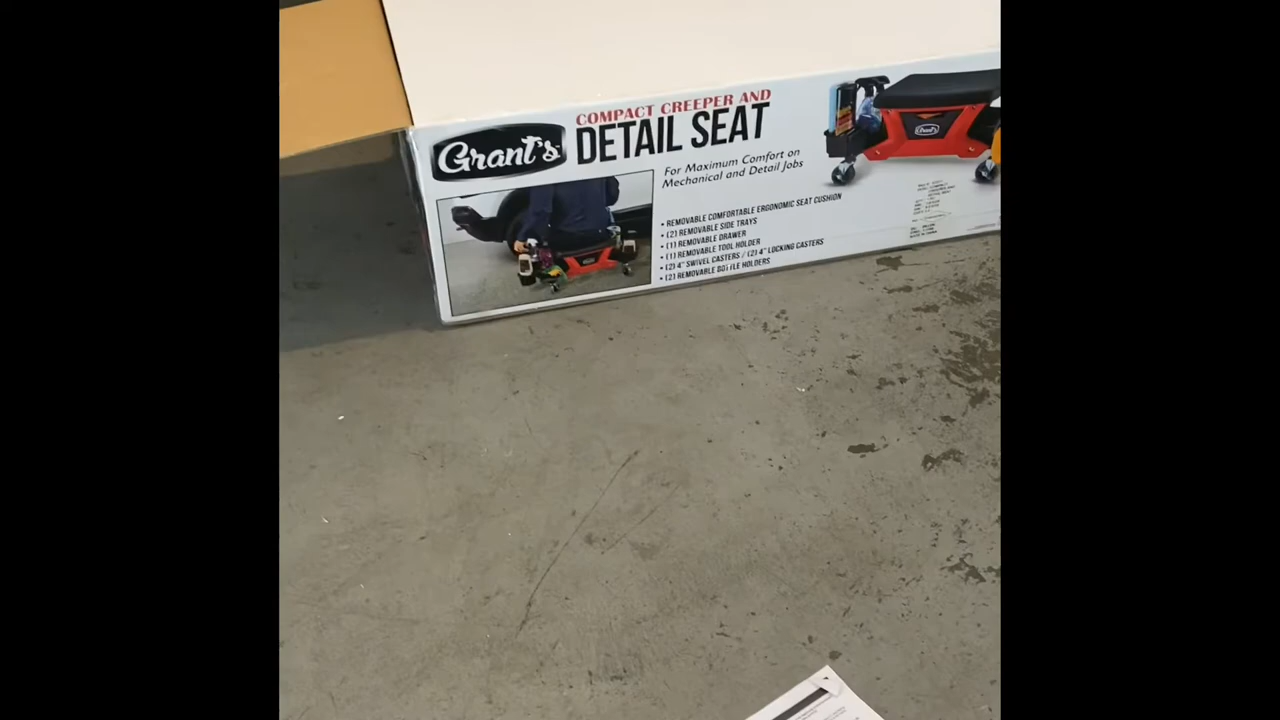 Grant's
COMPACT CREEPER AND
DETAIL SEAT
For Maximum Comfort on
Mechanical and Detail Jobs
• REMOVABLE COMFORTABLE ERGONOMIC SEAT CUSHION
• (2) REMOVABLE SIDE TRAYS
• (1) REMOVABLE DRAWER
• (1) REMOVABLE TOOL HOLDER
• (2) 4" SWIVEL CASTERS / (2) 4" LOCKING CASTERS
• (2) REMOVABLE BOTTLE HOLDERS
Grant's